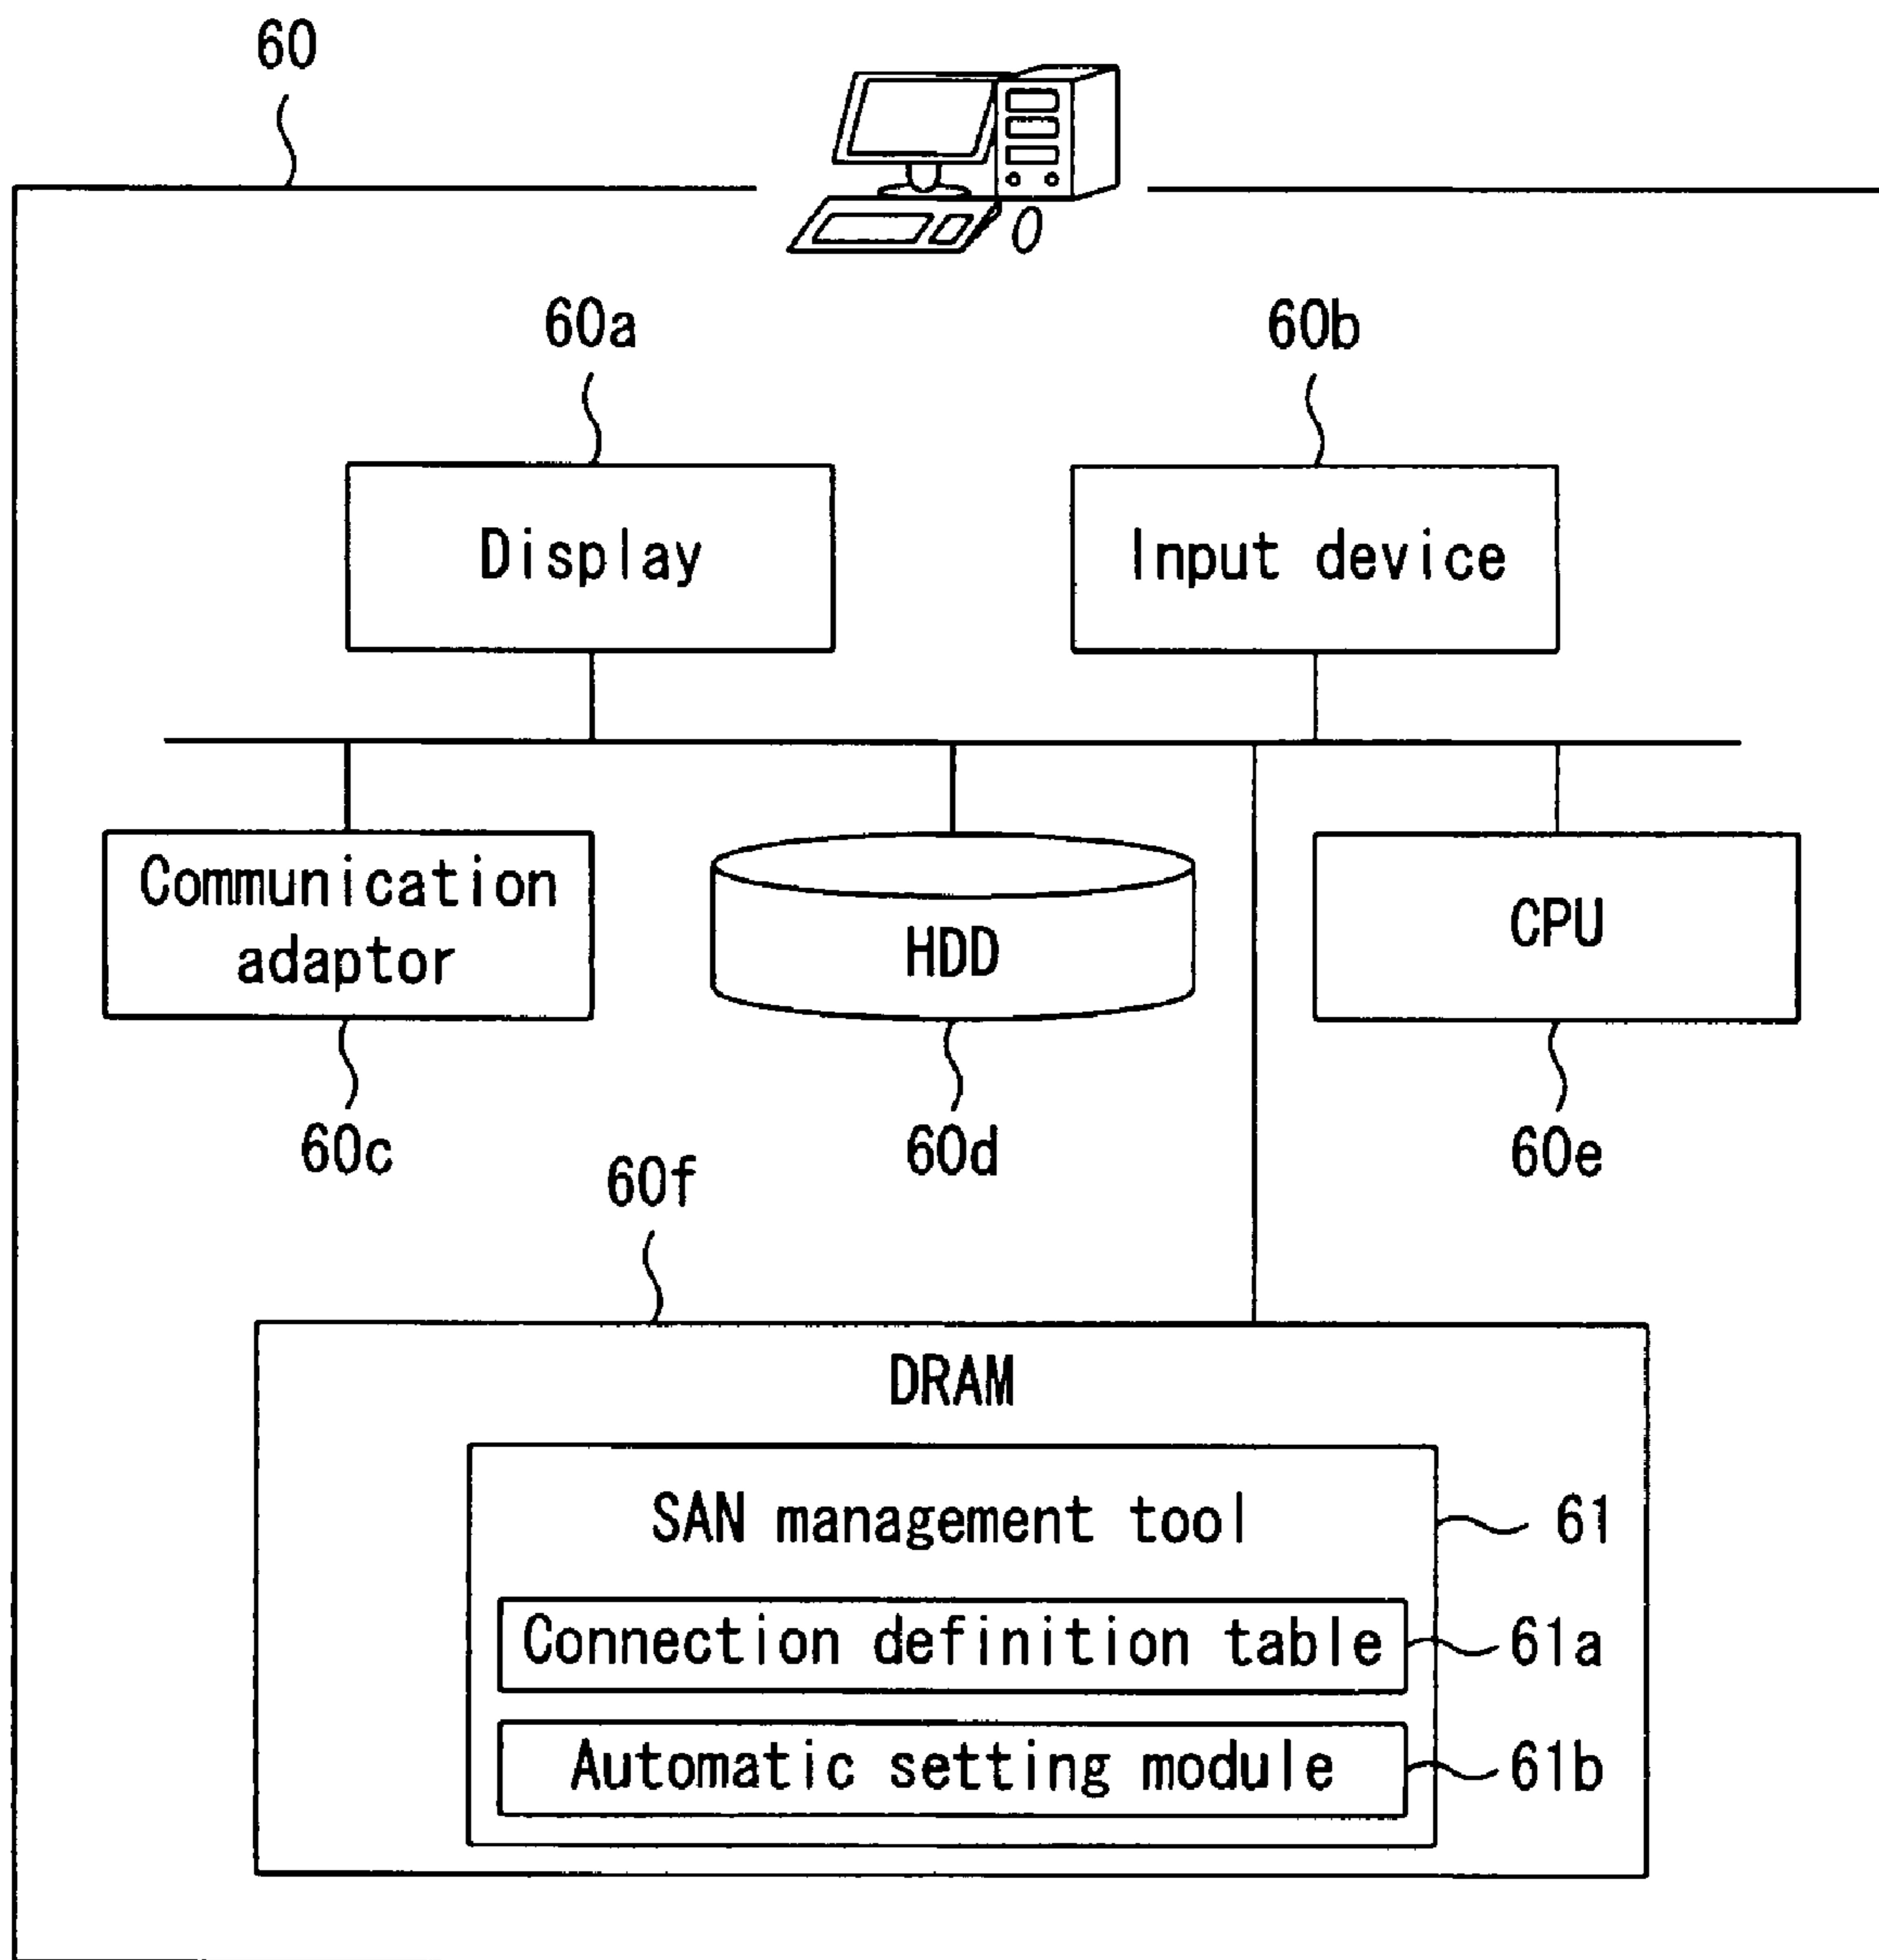 60
60a
60b
Display
Input device
Communication
adaptor
HDD
CPU
60c
60d
60e
60f
DRAM
SAN management tool
61
Connection definition table
61a
Automatic setting module
61b